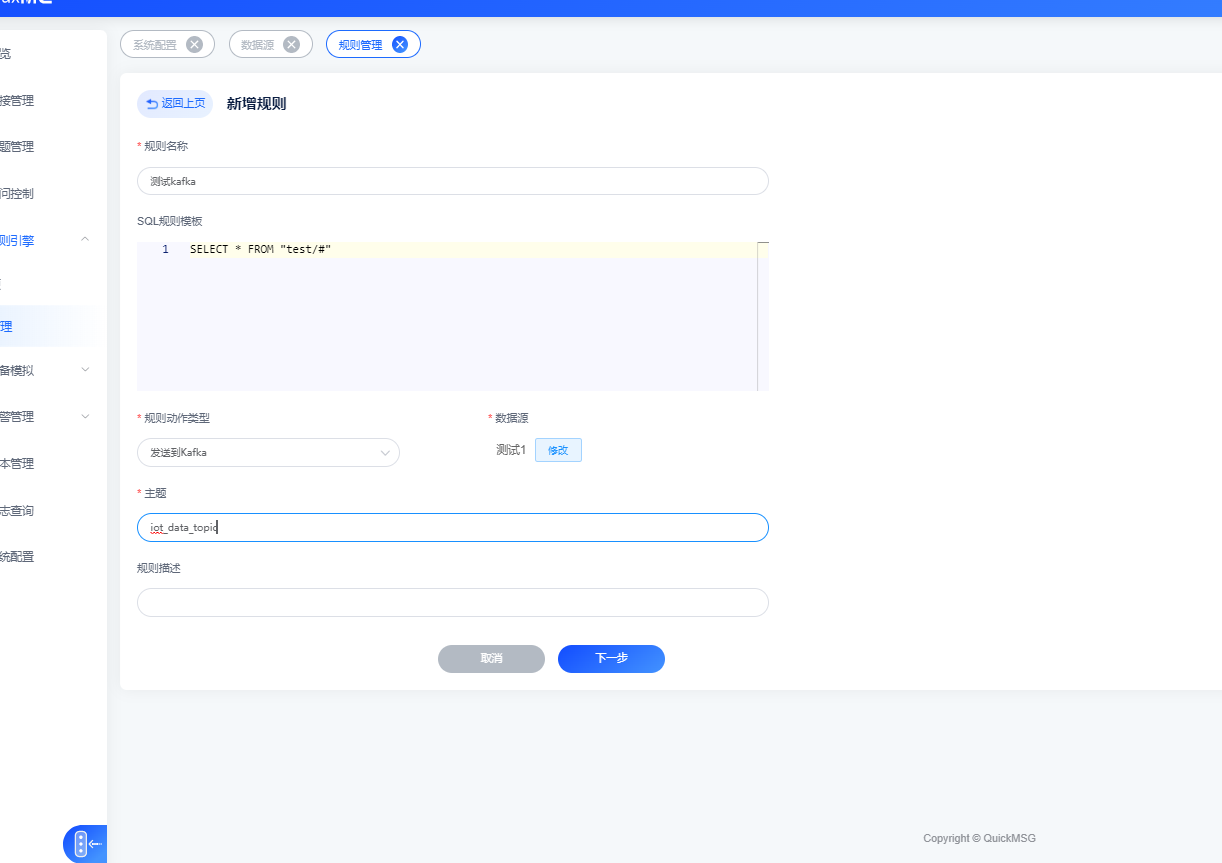 系统配置
数据源
规则管理
览
接管理
题管理
问控制
则引擎
理
备模拟
警管理
本管理
志查询
统配置
返回上页
新增规则
* 规则名称
测试kafka
SQL规则模板
1 SELECT * FROM "test/#"
* 规则动作类型
* 数据源
发送到Kafka
测试1
修改
* 主题
iot_data_topic
规则描述
取消
下一步
Copyright © QuickMSG